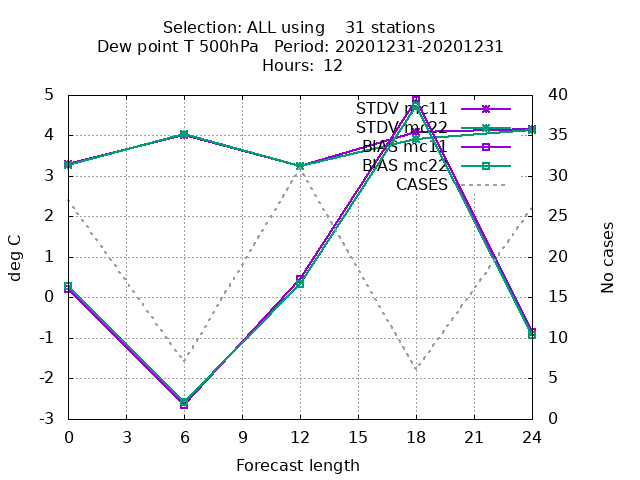 Selection: ALL using    31 stations
Dew point T 500hPa   Period: 20201231-20201231
Hours:  12
5
4
3
2
1
0
-1
-2
-3
40
35
30
25
20
15
10
5
0
deg C
No cases
STDV mc11
STDV mc22
BIAS mc11
BIAS mc22
CASES
0 3 6 9 12 15 18 21 24
Forecast length